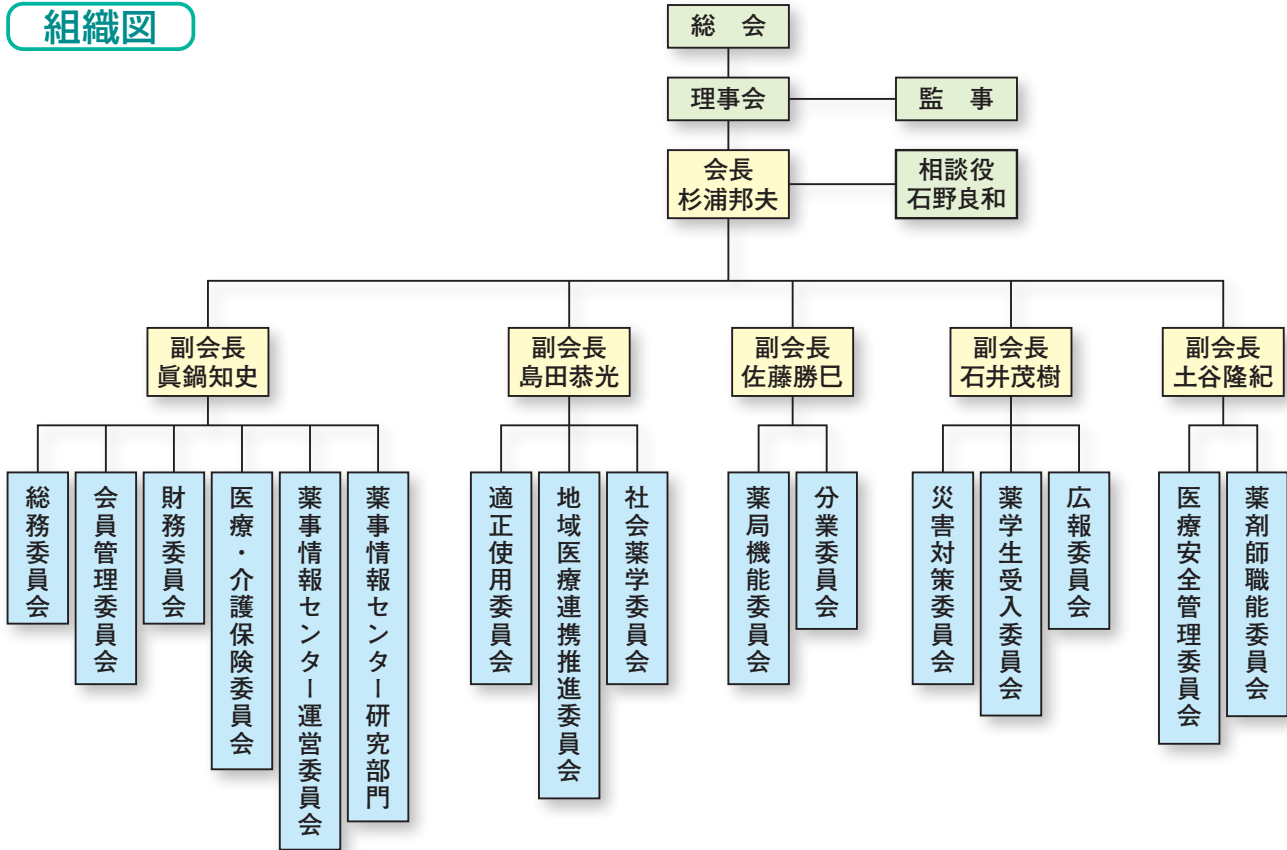 組織図
総　会
理事会
監　事
会長
杉浦邦夫
相談役
石野良和
副会長
眞鍋知史
副会長
島田恭光
副会長
佐藤勝巳
副会長
石井茂樹
副会長
土谷隆紀
総務委員会
会員管理委員会
財務委員会
医療・介護保険委員会
薬事情報センター運営委員会
薬事情報センター研究部門
適正使用委員会
地域医療連携推進委員会
社会薬学委員会
薬局機能委員会
分業委員会
災害対策委員会
薬学生受入委員会
広報委員会
医療安全管理委員会
薬剤師職能委員会